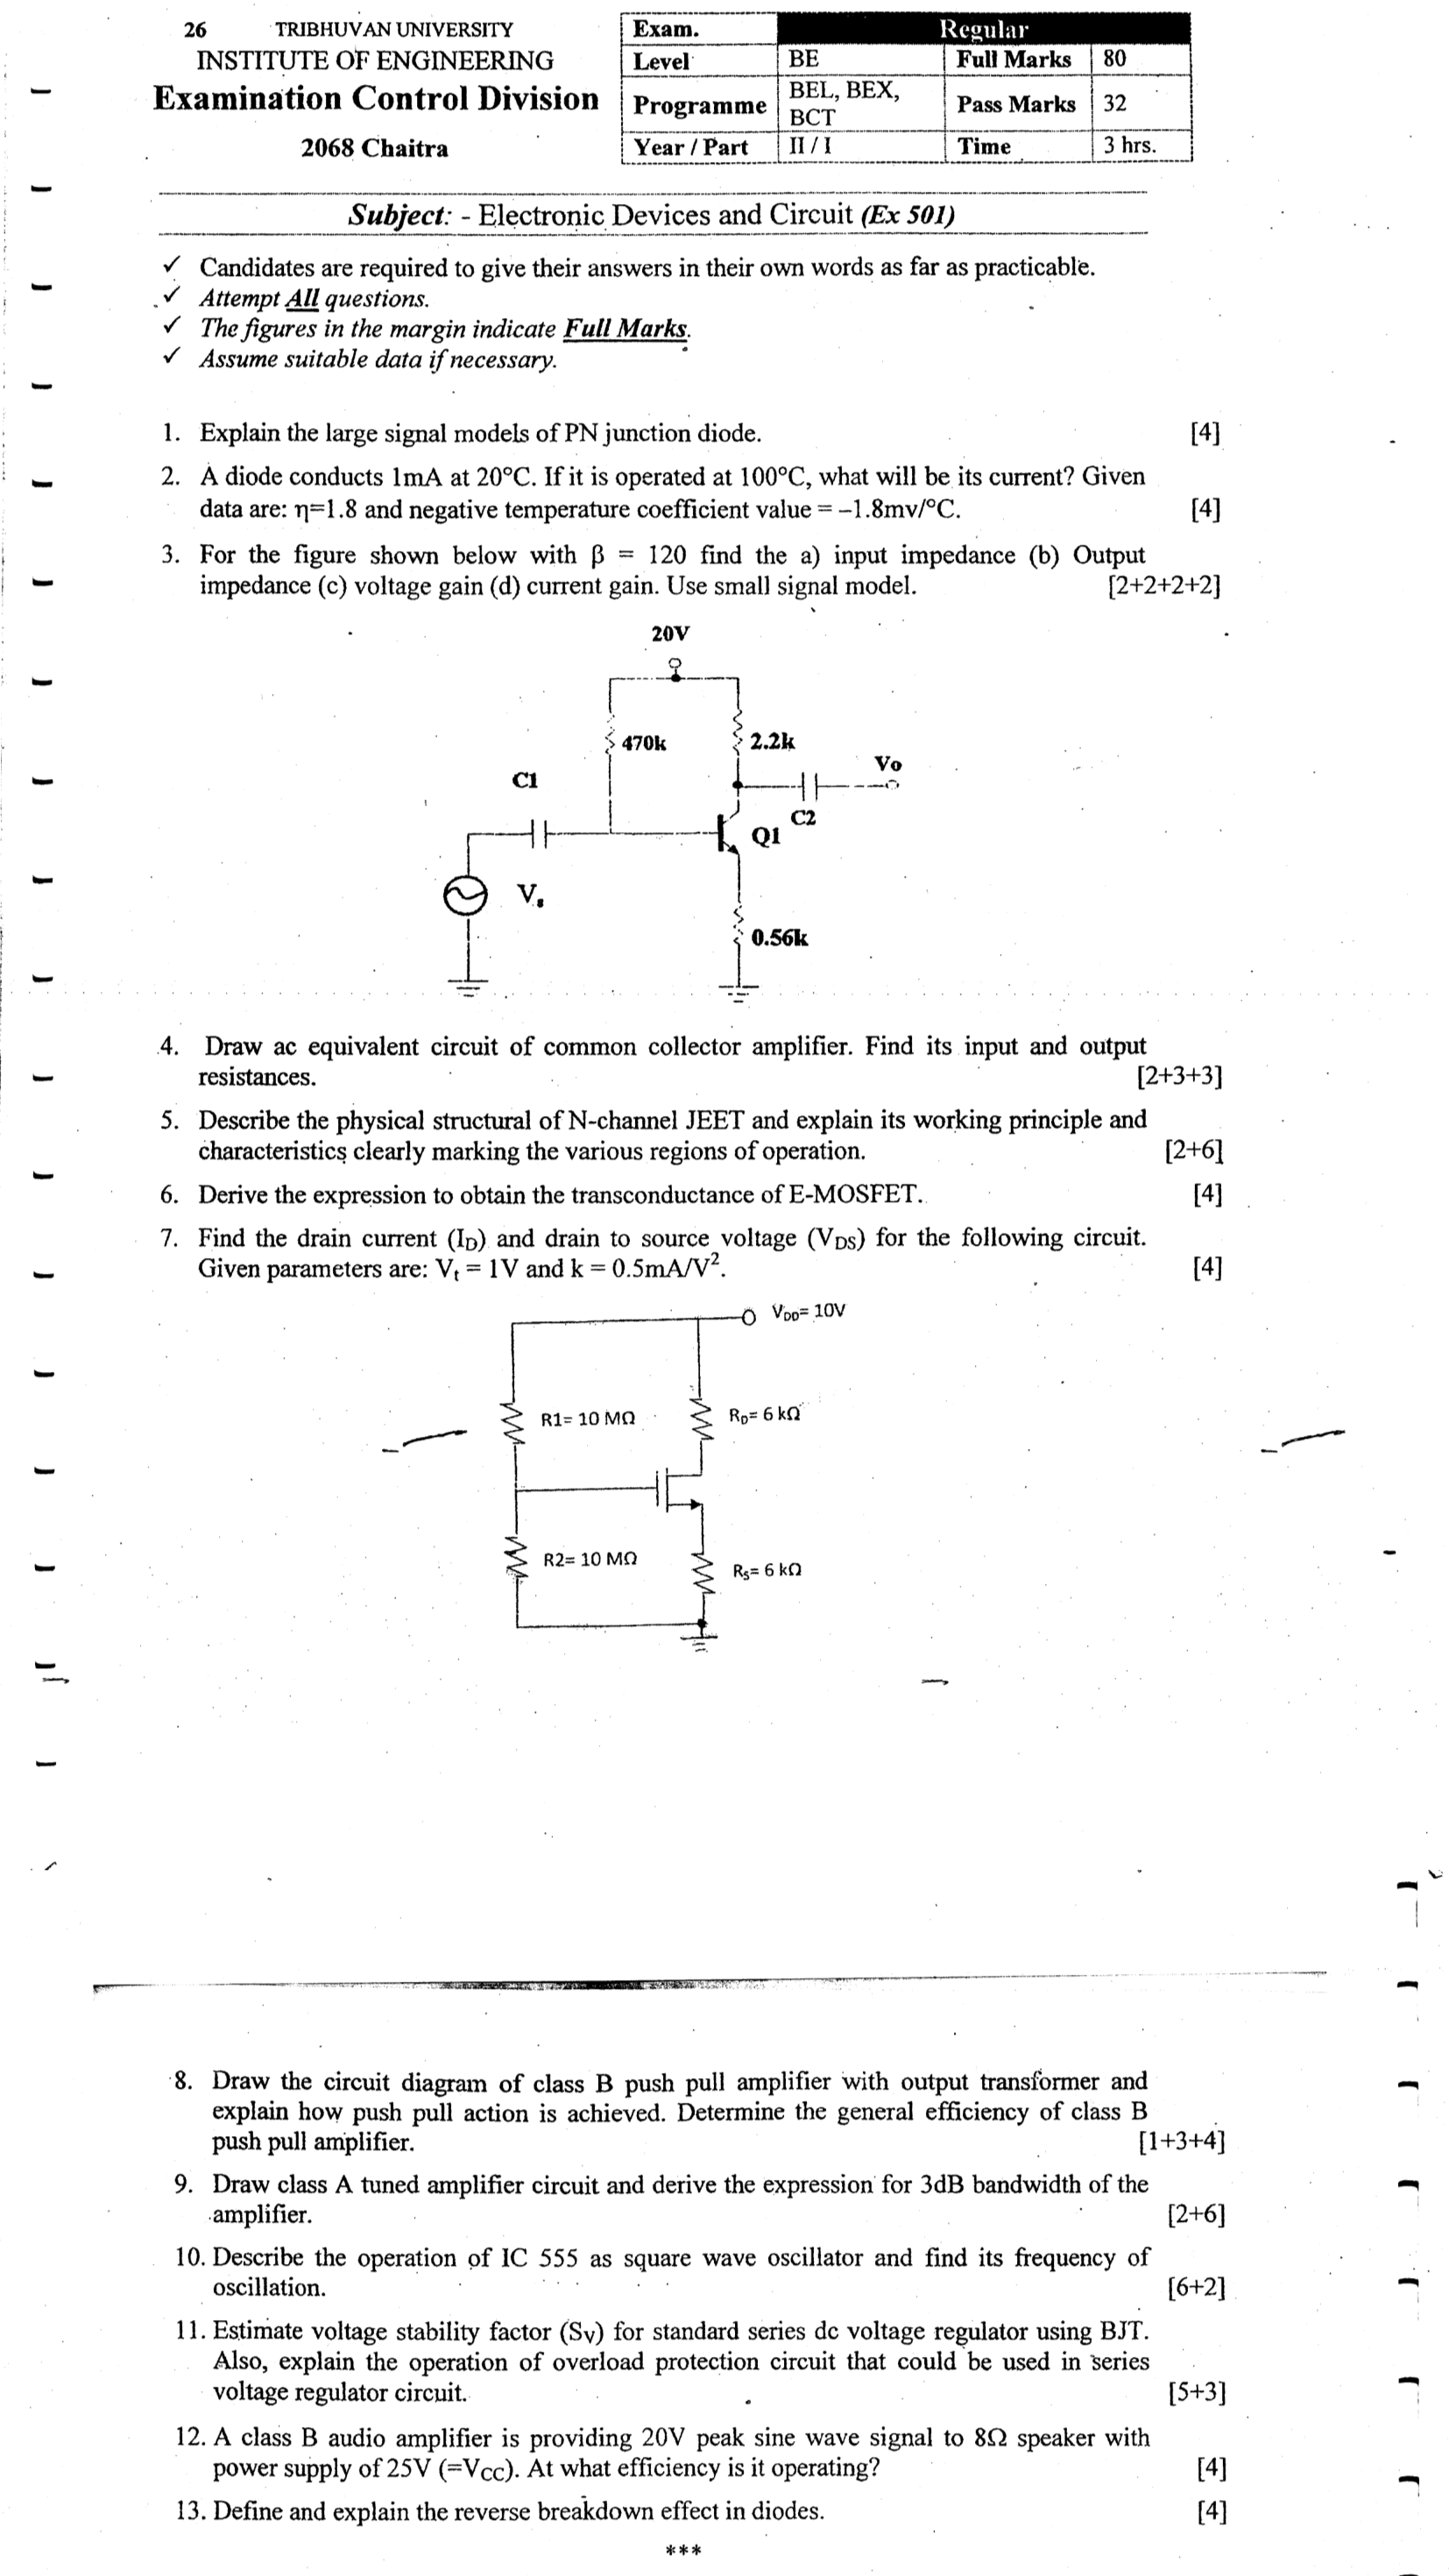 26 TRIBHUVAN UNIVERSITY
INSTITUTE OF ENGINEERING
Examination Control Division
2068 Chaitra
Exam. Regular
Level BE Full Marks 80
Programme BEL, BEX, BCT Pass Marks 32
Year / Part II / I Time 3 hrs.
Subject: - Electronic Devices and Circuit (Ex 501)
✓ Candidates are required to give their answers in their own words as far as practicable.
✓ Attempt All questions.
✓ The figures in the margin indicate Full Marks.
✓ Assume suitable data if necessary.
1. Explain the large signal models of PN junction diode. [4]
2. A diode conducts 1mA at 20°C. If it is operated at 100°C, what will be its current? Given
data are: η=1.8 and negative temperature coefficient value = –1.8mv/°C. [4]
3. For the figure shown below with β = 120 find the a) input impedance (b) Output
impedance (c) voltage gain (d) current gain. Use small signal model. [2+2+2+2]
20V
470k
2.2k
Vo
C1
C2
Q1
Vs
0.56k
4. Draw ac equivalent circuit of common collector amplifier. Find its input and output
resistances. [2+3+3]
5. Describe the physical structural of N-channel JEET and explain its working principle and
characteristics clearly marking the various regions of operation. [2+6]
6. Derive the expression to obtain the transconductance of E-MOSFET. [4]
7. Find the drain current (ID) and drain to source voltage (VDS) for the following circuit.
Given parameters are: Vt = 1V and k = 0.5mA/V². [4]
VDD= 10V
R1= 10 MΩ
RD= 6 kΩ
R2= 10 MΩ
RS= 6 kΩ
8. Draw the circuit diagram of class B push pull amplifier with output transformer and
explain how push pull action is achieved. Determine the general efficiency of class B
push pull amplifier. [1+3+4]
9. Draw class A tuned amplifier circuit and derive the expression for 3dB bandwidth of the
amplifier. [2+6]
10. Describe the operation of IC 555 as square wave oscillator and find its frequency of
oscillation. [6+2]
11. Estimate voltage stability factor (SV) for standard series dc voltage regulator using BJT.
Also, explain the operation of overload protection circuit that could be used in series
voltage regulator circuit. [5+3]
12. A class B audio amplifier is providing 20V peak sine wave signal to 8Ω speaker with
power supply of 25V (=VCC). At what efficiency is it operating? [4]
13. Define and explain the reverse breakdown effect in diodes. [4]
***